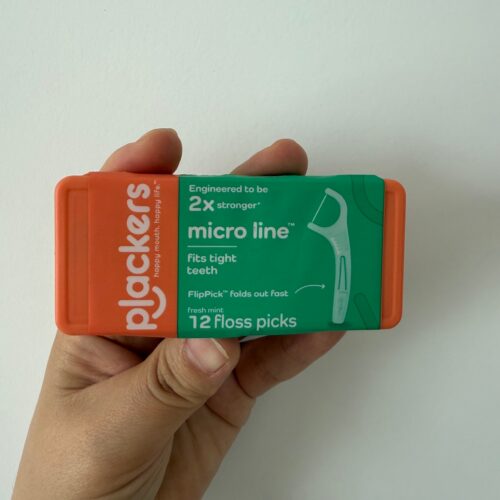 plackers
happy mouth. happy life.™
Engineered to be
2x stronger*
micro line™
fits tight
teeth
FlipPick™ folds out fast
fresh mint
12 floss picks